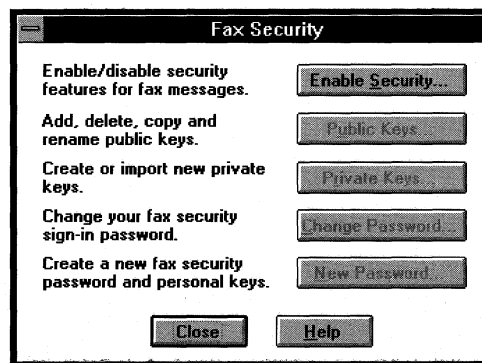 Fax Security
Enable/disable security
features for fax messages.
Enable Security...
Add, delete, copy and
rename public keys.
Public Keys...
Create or import new private
keys.
Private Keys...
Change your fax security
sign-in password.
Change Password...
Create a new fax security
password and personal keys.
New Password...
Close
Help